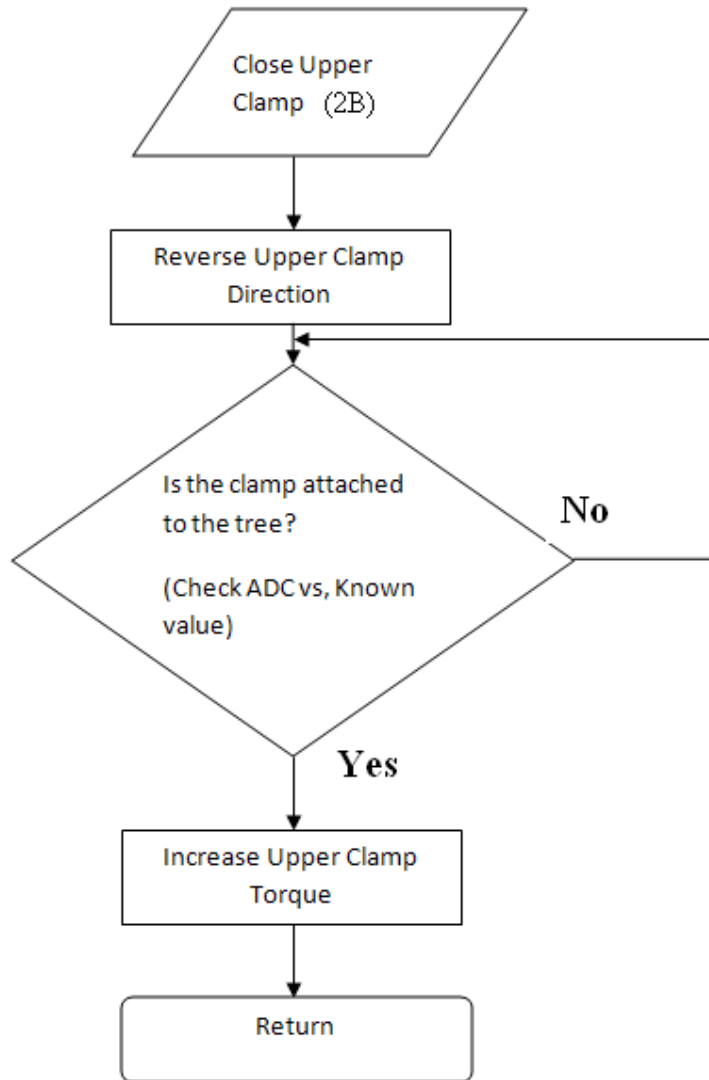 Close Upper
Clamp (2B)
Reverse Upper Clamp
Direction
Is the clamp attached
to the tree?
No
(Check ADC vs, Known
value)
Yes
Increase Upper Clamp
Torque
Return